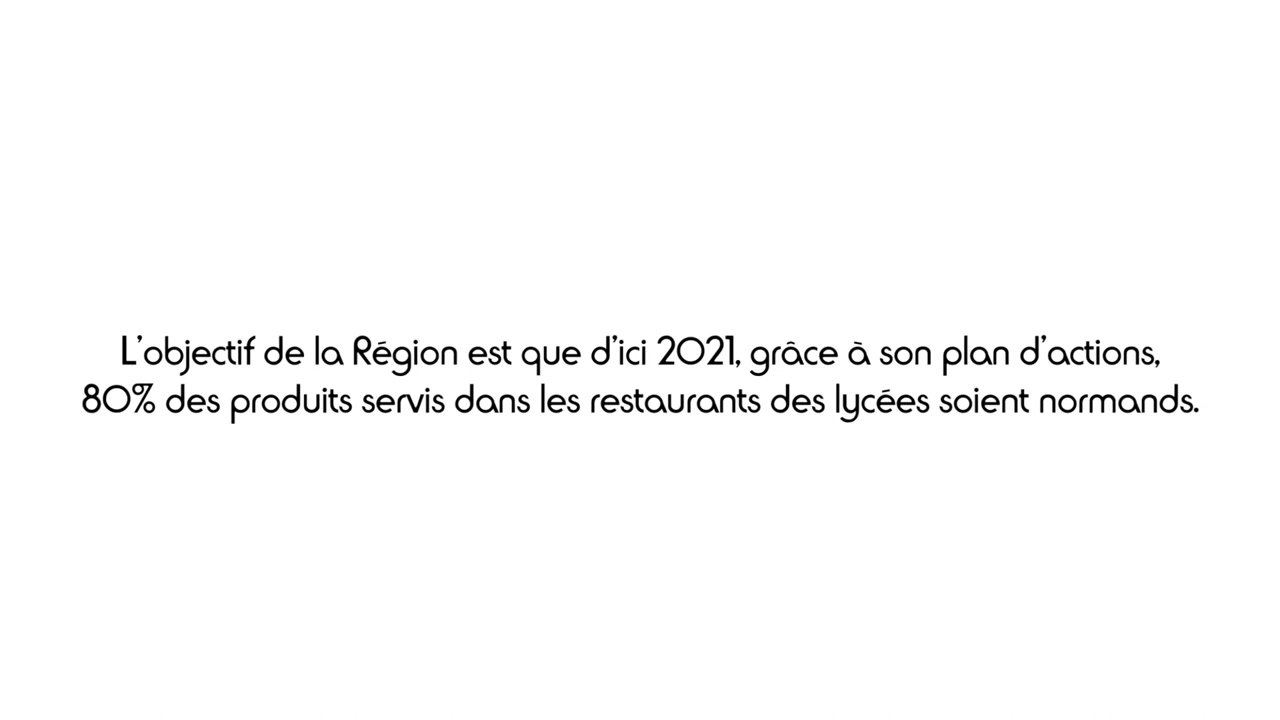 L'objectif de la Région est que d'ici 2021, grâce à son plan d'actions,
80% des produits servis dans les restaurants des lycées soient normands.